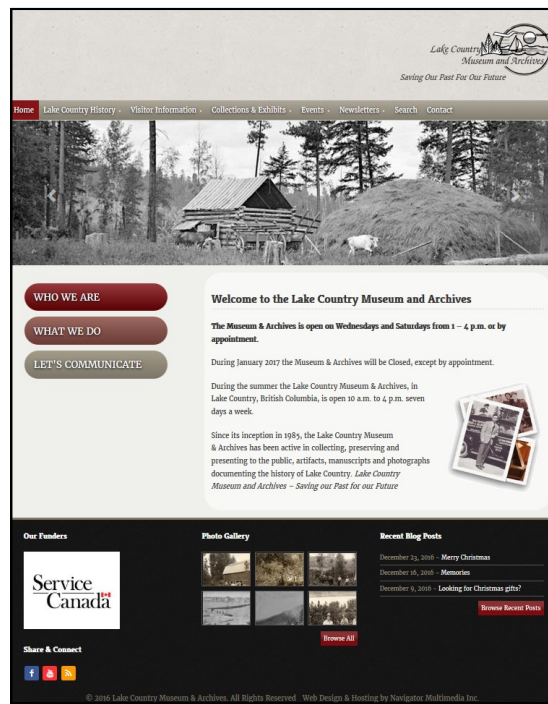 Lake Country
Museum and Archives
Saving Our Past For Our Future
Home Lake Country History Visitor Information Collections & Exhibits Events Newsletters Search Contact
WHO WE ARE
WHAT WE DO
LET'S COMMUNICATE
Welcome to the Lake Country Museum and Archives
The Museum & Archives is open on Wednesdays and Saturdays from 1 – 4 p.m. or by
appointment.
During January 2017 the Museum & Archives will be Closed, except by appointment.
During the summer the Lake Country Museum & Archives, in
Lake Country, British Columbia, is open 10 a.m. to 4 p.m. seven
days a week.
Since its inception in 1985, the Lake Country Museum
& Archives has been active in collecting, preserving and
presenting to the public, artifacts, manuscripts and photographs
documenting the history of Lake Country. Lake Country
Museum and Archives – Saving our Past for our Future
Our Funders
Service
Canada
Share & Connect
Photo Gallery
Browse All
Recent Blog Posts
December 23, 2016 – Merry Christmas
December 16, 2016 – Memories
December 9, 2016 – Looking for Christmas gifts?
Browse Recent Posts
© 2016 Lake Country Museum & Archives. All Rights Reserved Web Design & Hosting by Navigator Multimedia Inc.